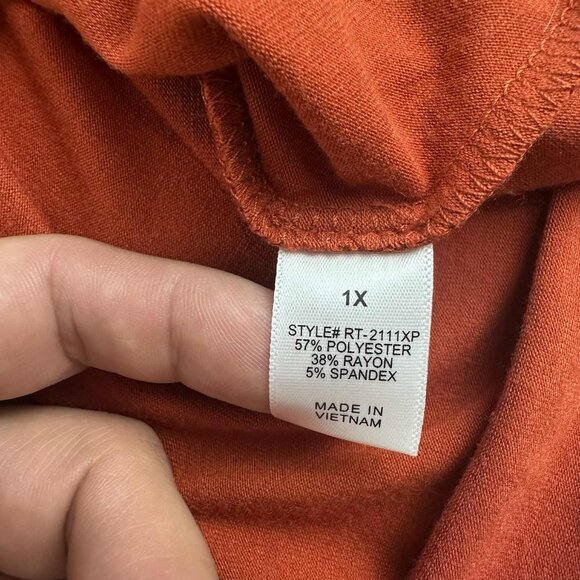 1X
STYLE# RT-2111XP
57% POLYESTER
38% RAYON
5% SPANDEX
MADE IN
VIETNAM